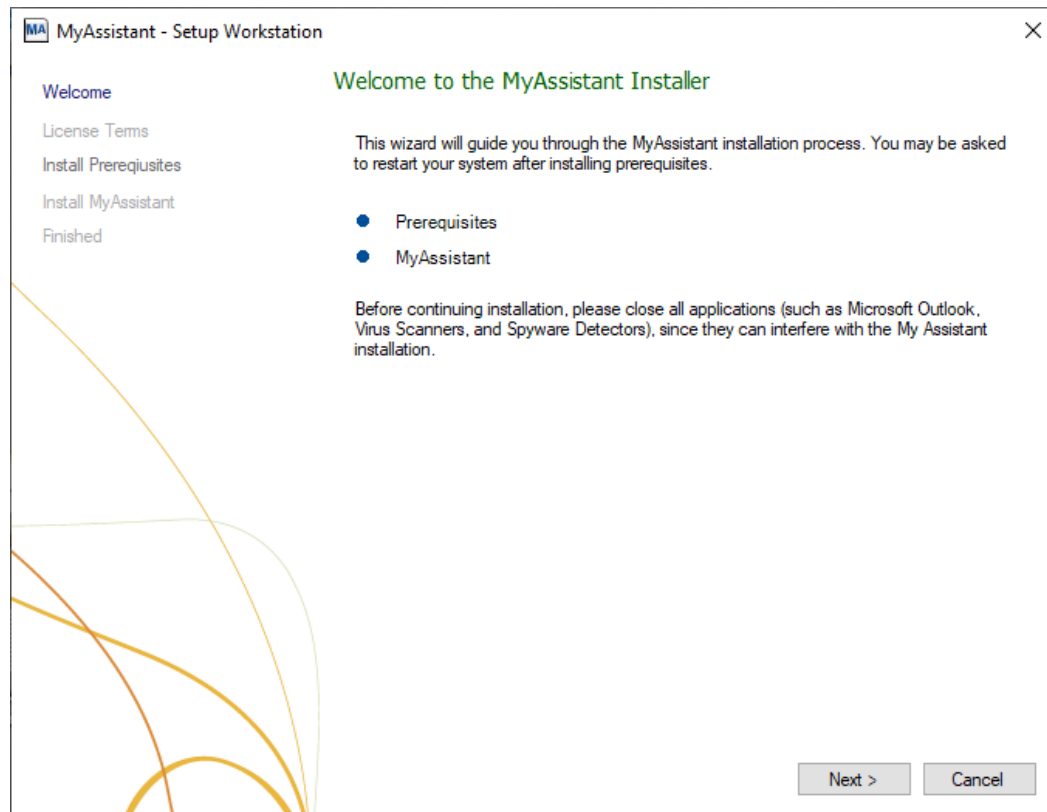 MA MyAssistant - Setup Workstation
Welcome
License Terms
Install Prereqiusites
Install MyAssistant
Finished
Welcome to the MyAssistant Installer
This wizard will guide you through the MyAssistant installation process. You may be asked
to restart your system after installing prerequisites.
Prerequisites
MyAssistant
Before continuing installation, please close all applications (such as Microsoft Outlook,
Virus Scanners, and Spyware Detectors), since they can interfere with the My Assistant
installation.
Next > Cancel